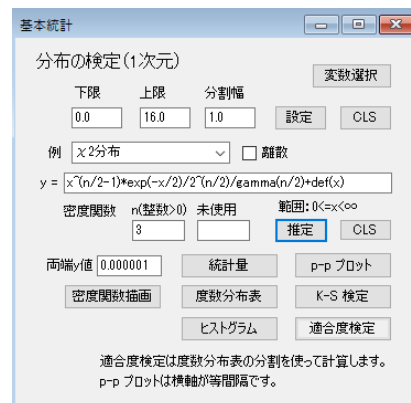 基本統計
分布の検定(1次元)
変数選択
下限 上限 分割幅
0.0 16.0 1.0 設定 CLS
例 χ2分布 離散
y = x^(n/2-1)*exp(-x/2)/2^(n/2)/gamma(n/2)+def(x)
密度関数 n(整数>0) 未使用 範囲:0<=x<∞
3 推定 CLS
両端y値 0.000001 統計量 p-p プロット
密度関数描画 度数分布表 K-S 検定
ヒストグラム 適合度検定
適合度検定は度数分布表の分割を使って計算します。
p-p プロットは横軸が等間隔です。